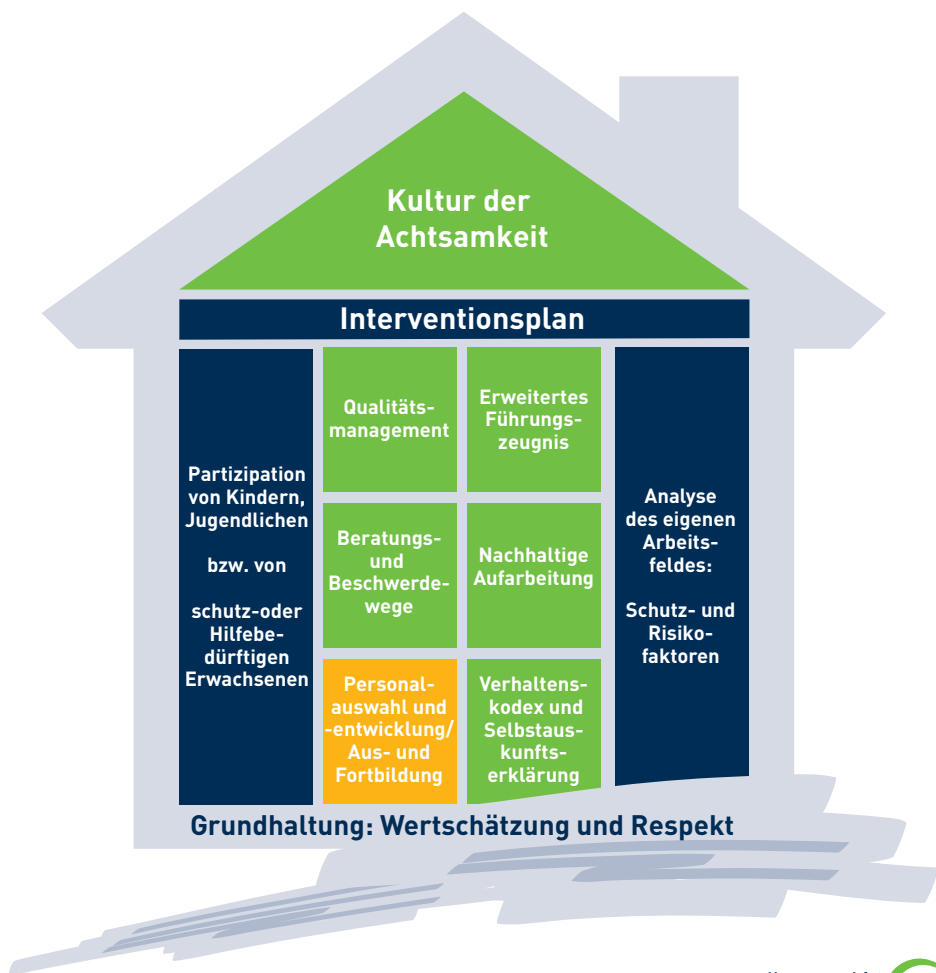 Kultur der
Achtsamkeit
Interventionsplan
Partizipation
von Kindern,
Jugendlichen
bzw. von
schutz-oder
Hilfebe-
dürftigen
Erwachsenen
Qualitäts-
management
Erweitertes
Führungs-
zeugnis
Beratungs-
und
Beschwerde-
wege
Nachhaltige
Aufarbeitung
Personal-
auswahl und
-entwicklung/
Aus- und
Fortbildung
Verhaltens-
kodex und
Selbstaus-
kunfts-
erklärung
Analyse
des eigenen
Arbeits-
feldes:
Schutz- und
Risiko-
faktoren
Grundhaltung: Wertschätzung und Respekt